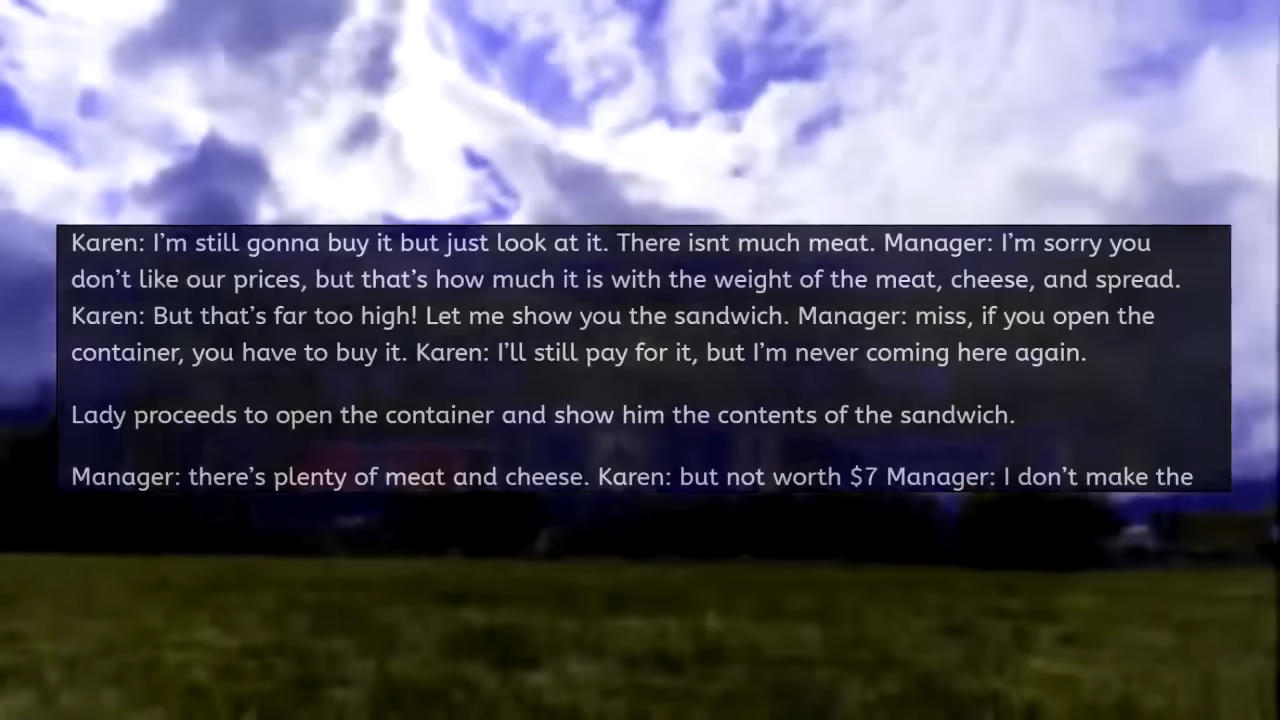 Karen: I’m still gonna buy it but just look at it. There isnt much meat. Manager: I’m sorry you
don’t like our prices, but that’s how much it is with the weight of the meat, cheese, and spread.
Karen: But that’s far too high! Let me show you the sandwich. Manager: miss, if you open the
container, you have to buy it. Karen: I’ll still pay for it, but I’m never coming here again.
Lady proceeds to open the container and show him the contents of the sandwich.
Manager: there’s plenty of meat and cheese. Karen: but not worth $7 Manager: I don’t make the